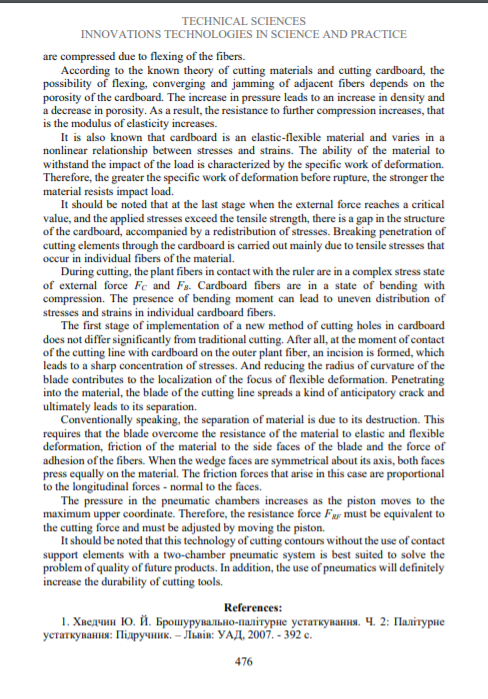 TECHNICAL SCIENCES
INNOVATIONS TECHNOLOGIES IN SCIENCE AND PRACTICE
are compressed due to flexing of the fibers.
According to the known theory of cutting materials and cutting cardboard, the
possibility of flexing, converging and jamming of adjacent fibers depends on the
porosity of the cardboard. The increase in pressure leads to an increase in density and
a decrease in porosity. As a result, the resistance to further compression increases, that
is the modulus of elasticity increases.
It is also known that cardboard is an elastic-flexible material and varies in a
nonlinear relationship between stresses and strains. The ability of the material to
withstand the impact of the load is characterized by the specific work of deformation.
Therefore, the greater the specific work of deformation before rupture, the stronger the
material resists impact load.
It should be noted that at the last stage when the external force reaches a critical
value, and the applied stresses exceed the tensile strength, there is a gap in the structure
of the cardboard, accompanied by a redistribution of stresses. Breaking penetration of
cutting elements through the cardboard is carried out mainly due to tensile stresses that
occur in individual fibers of the material.
During cutting, the plant fibers in contact with the ruler are in a complex stress state
of external force F_C and F_B. Cardboard fibers are in a state of bending with
compression. The presence of bending moment can lead to uneven distribution of
stresses and strains in individual cardboard fibers.
The first stage of implementation of a new method of cutting holes in cardboard
does not differ significantly from traditional cutting. After all, at the moment of contact
of the cutting line with cardboard on the outer plant fiber, an incision is formed, which
leads to a sharp concentration of stresses. And reducing the radius of curvature of the
blade contributes to the localization of the focus of flexible deformation. Penetrating
into the material, the blade of the cutting line spreads a kind of anticipatory crack and
ultimately leads to its separation.
Conventionally speaking, the separation of material is due to its destruction. This
requires that the blade overcome the resistance of the material to elastic and flexible
deformation, friction of the material to the side faces of the blade and the force of
adhesion of the fibers. When the wedge faces are symmetrical about its axis, both faces
press equally on the material. The friction forces that arise in this case are proportional
to the longitudinal forces - normal to the faces.
The pressure in the pneumatic chambers increases as the piston moves to the
maximum upper coordinate. Therefore, the resistance force must be equivalent to
the cutting force and must be adjusted by moving the piston.
It should be noted that this technology of cutting contours without the use of contact
support elements with a two-chamber pneumatic system is best suited to solve the
problem of quality of future products. In addition, the use of pneumatics will definitely
increase the durability of cutting tools.
References:
1. Хведчин Ю. Й. Брошурувально-палітурне устаткування. Ч. 2: Палітурне
устаткування: Підручник. – Львів: УАД, 2007. - 392 с.
476